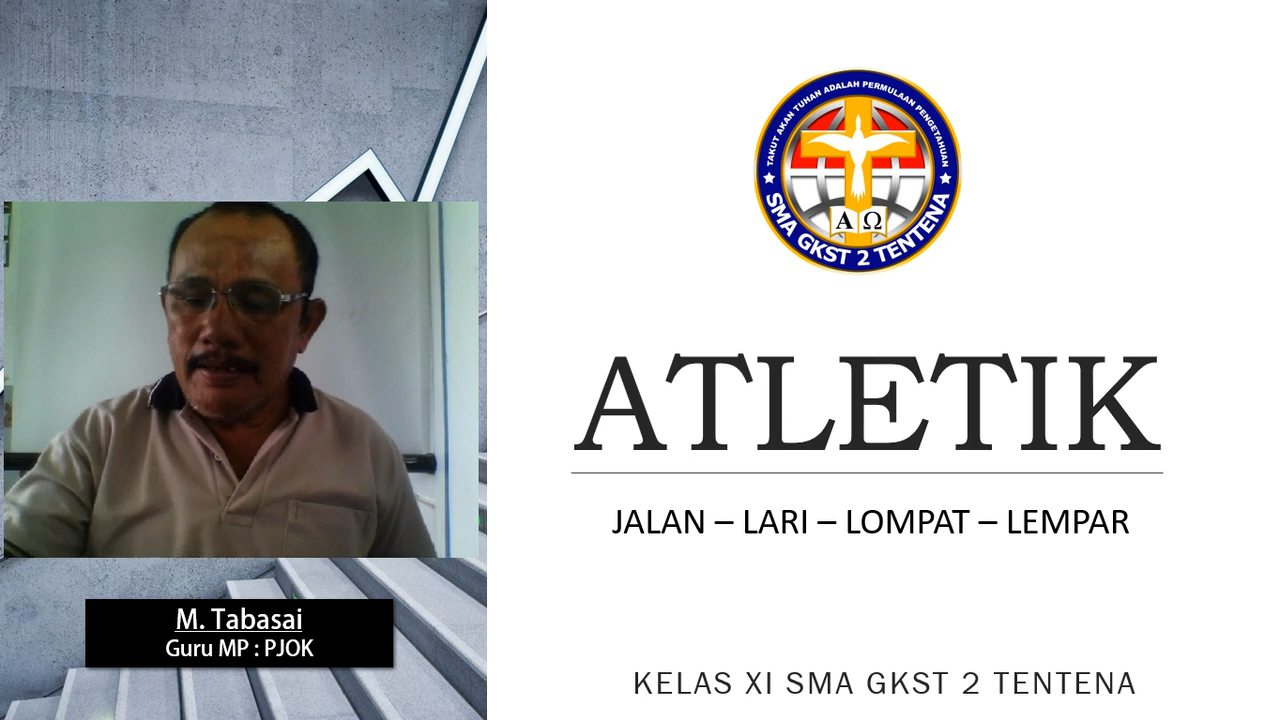 M. Tabasai
Guru MP : PJOK
TAKUT AKAN TUHAN ADALAH PERMULAAN PENGETAHUAN
A Ω
SMA GKST 2 TENTENA
ATLETIK
JALAN – LARI – LOMPAT – LEMPAR
KELAS XI SMA GKST 2 TENTENA